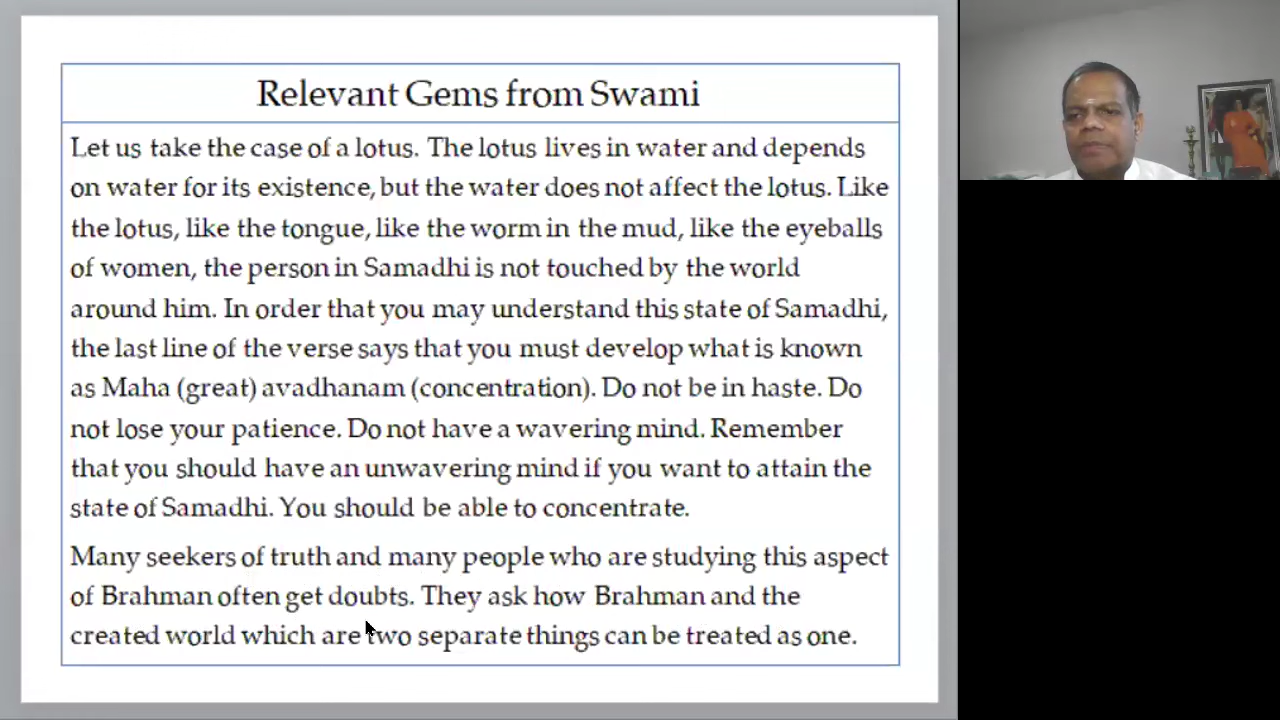 Relevant Gems from Swami
Let us take the case of a lotus. The lotus lives in water and depends
on water for its existence, but the water does not affect the lotus. Like
the lotus, like the tongue, like the worm in the mud, like the eyeballs
of women, the person in Samadhi is not touched by the world
around him. In order that you may understand this state of Samadhi,
the last line of the verse says that you must develop what is known
as Maha (great) avadhanam (concentration). Do not be in haste. Do
not lose your patience. Do not have a wavering mind. Remember
that you should have an unwavering mind if you want to attain the
state of Samadhi. You should be able to concentrate.
Many seekers of truth and many people who are studying this aspect
of Brahman often get doubts. They ask how Brahman and the
created world which are two separate things can be treated as one.